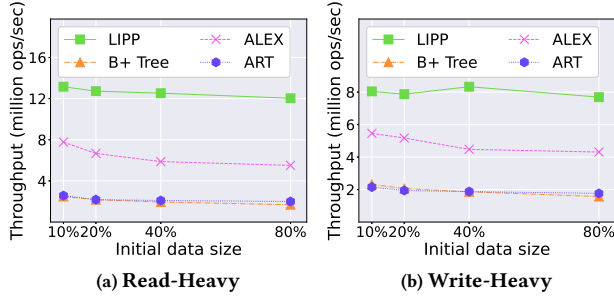 Throughput (million ops/sec)
16
12
8
4
LIPP
B+ Tree
ALEX
ART
10% 20% 40% 80%
Initial data size
(a) Read-Heavy
Throughput (million ops/sec)
8
6
4
2
LIPP
B+ Tree
ALEX
ART
10% 20% 40% 80%
Initial data size
(b) Write-Heavy